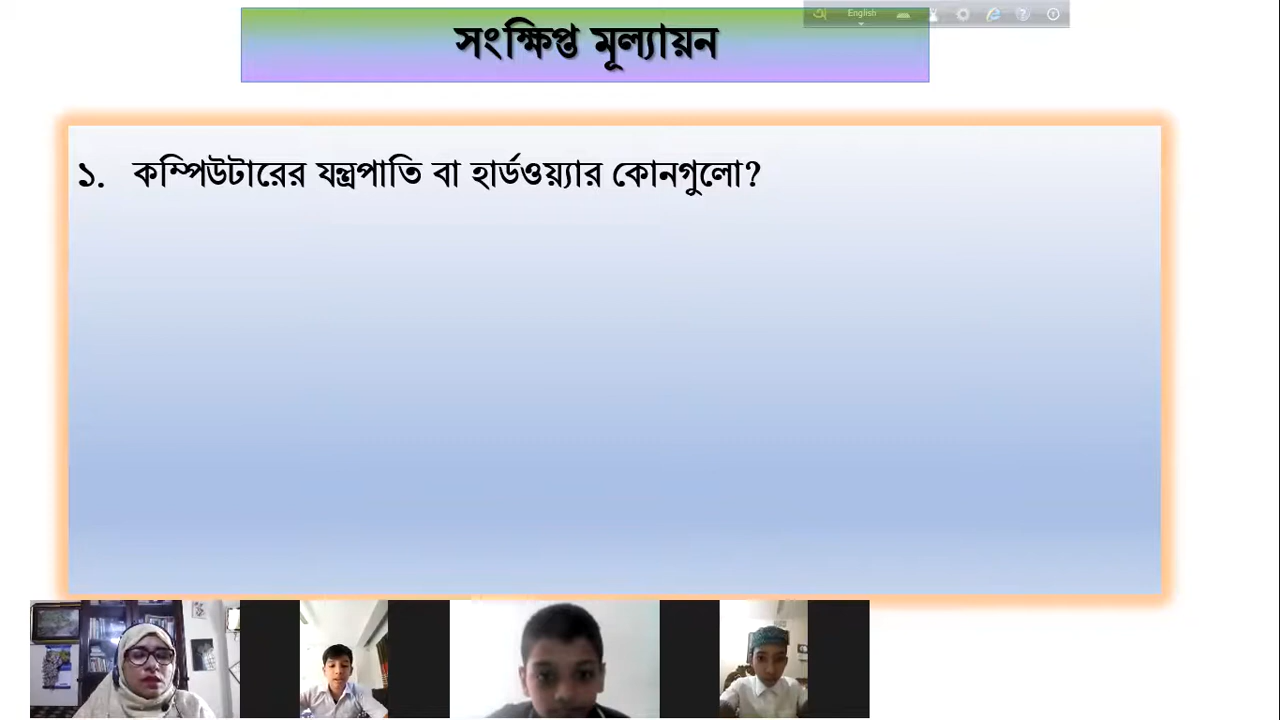 সংক্ষিপ্ত মূল্যায়ন
English
১. কম্পিউটারের যন্ত্রপাতি বা হার্ডওয়্যার কোনগুলো?